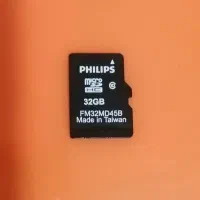 PHILIPS
micro
SD HC
32GB
FM32MD45B
Made in Taiwan